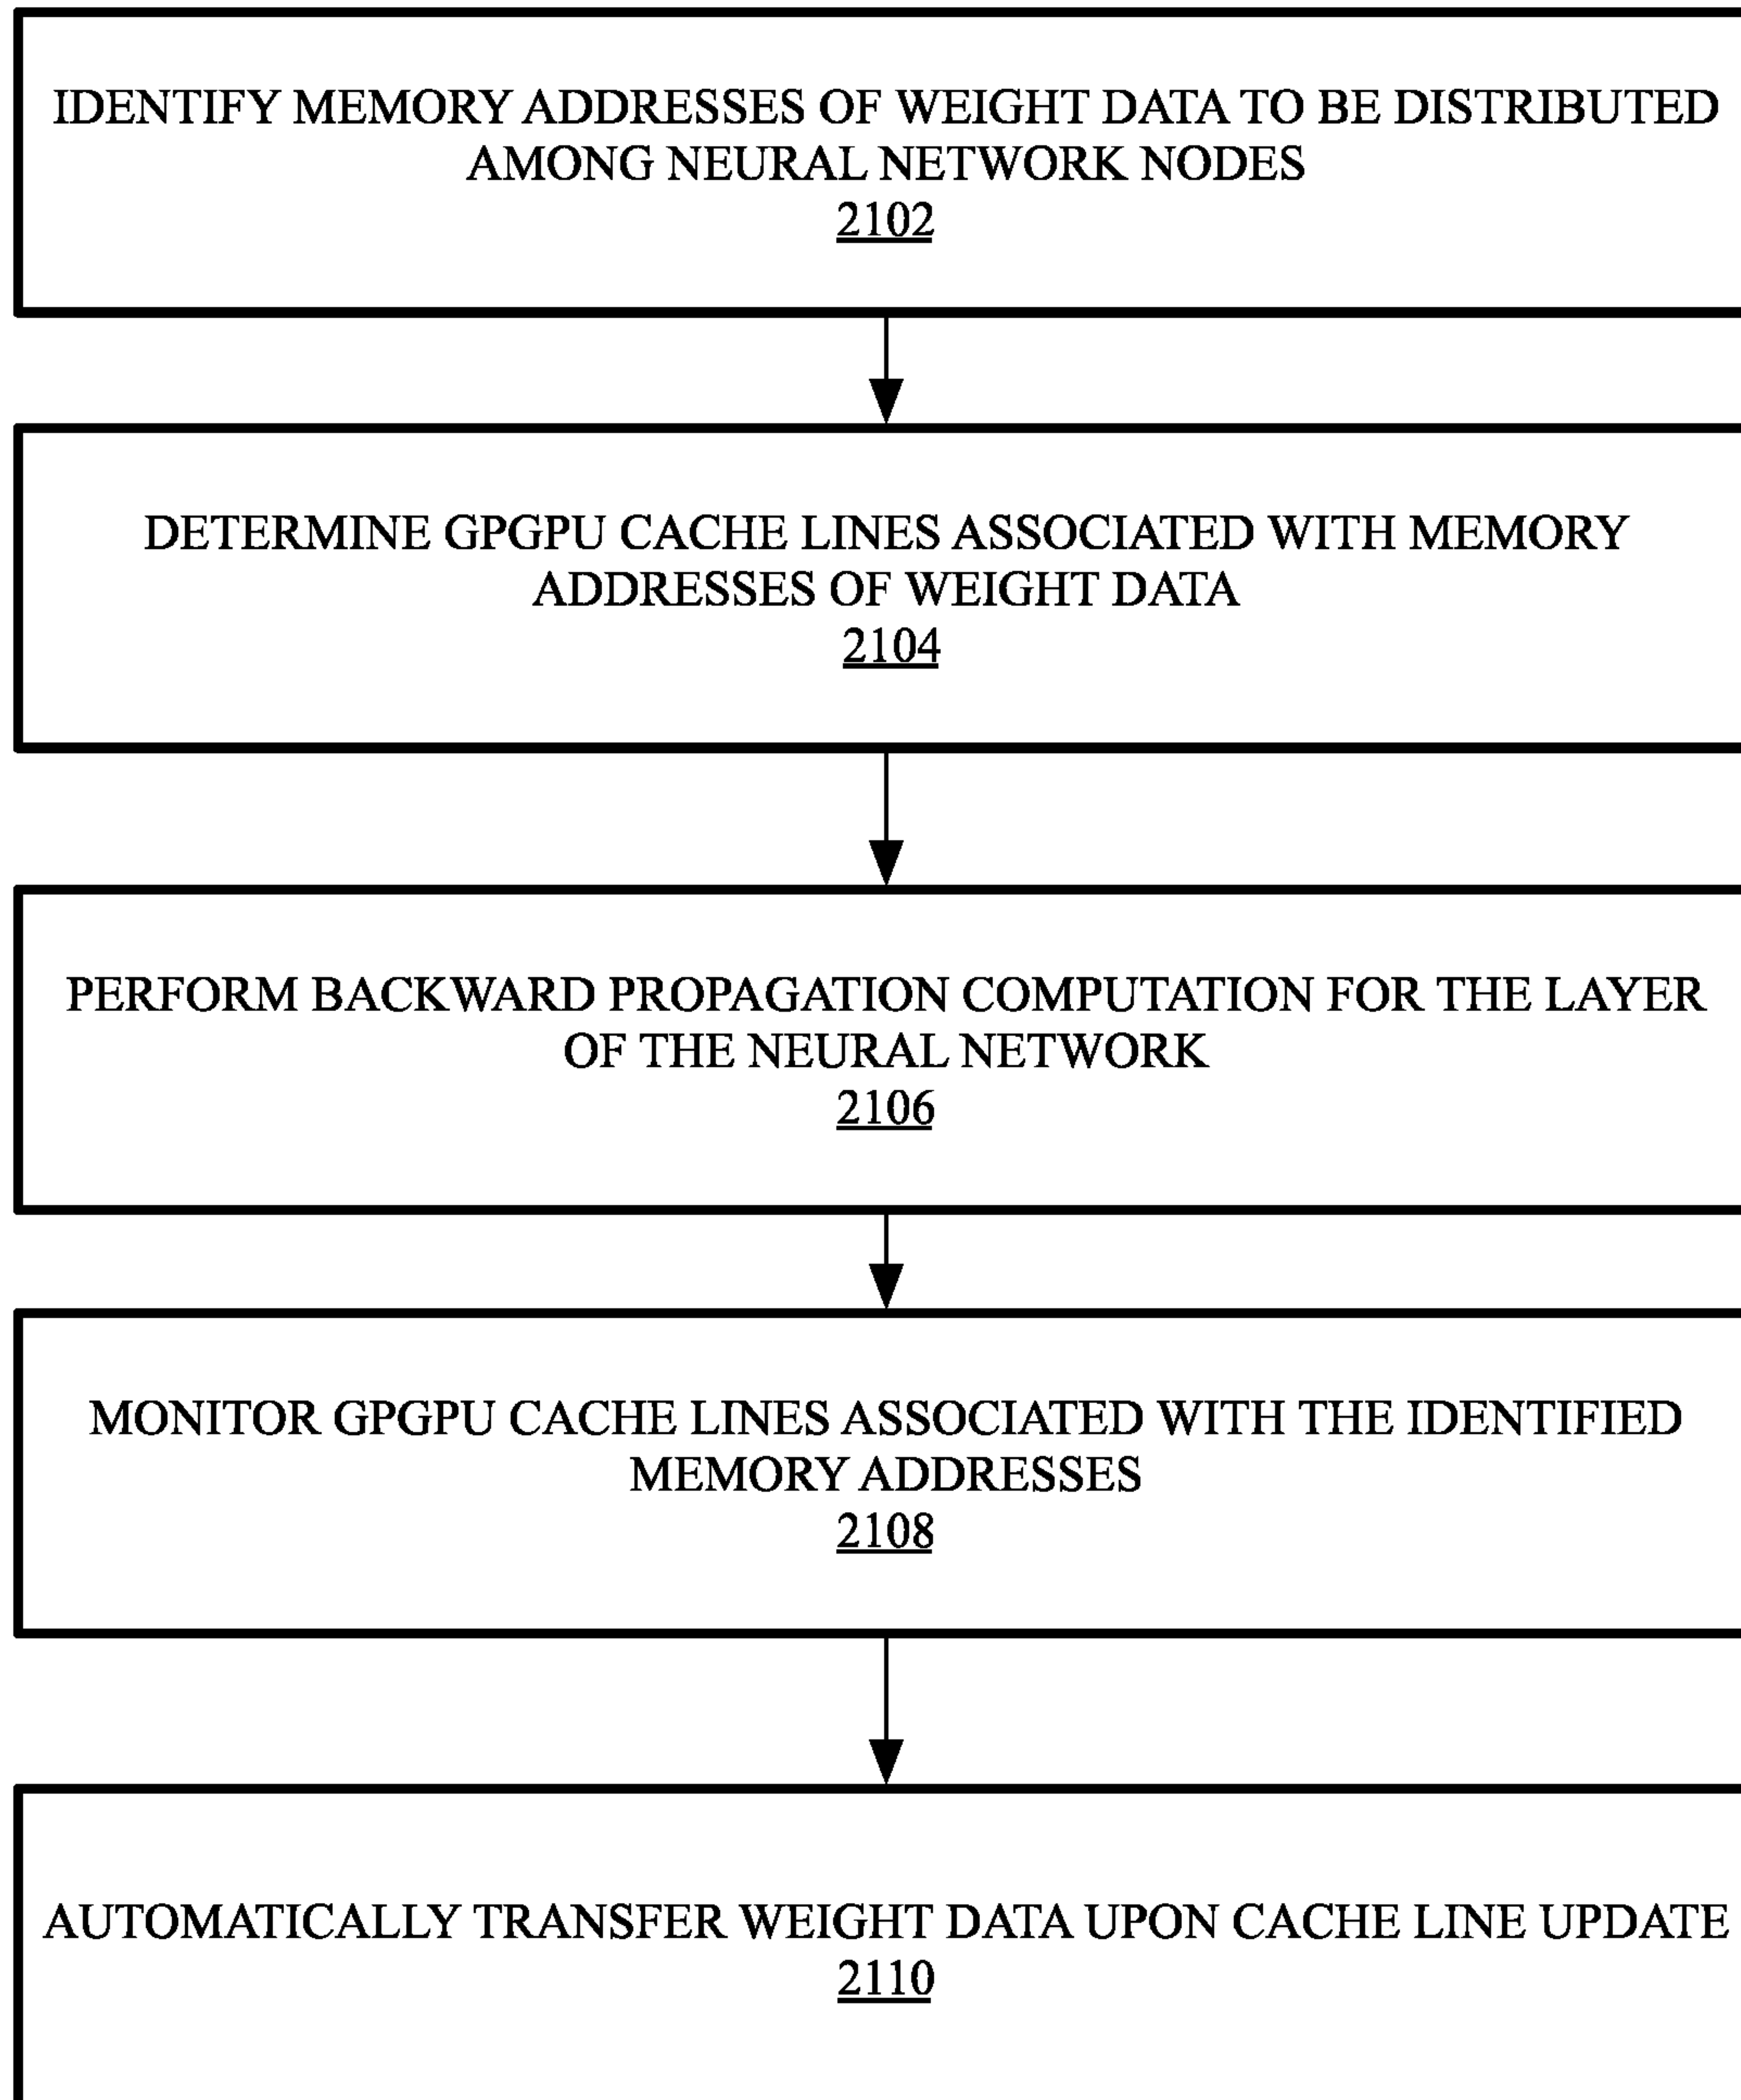 IDENTIFY MEMORY ADDRESSES OF WEIGHT DATA TO BE DISTRIBUTED
AMONG NEURAL NETWORK NODES
2102
DETERMINE GPGPU CACHE LINES ASSOCIATED WITH MEMORY
ADDRESSES OF WEIGHT DATA
2104
PERFORM BACKWARD PROPAGATION COMPUTATION FOR THE LAYER
OF THE NEURAL NETWORK
2106
MONITOR GPGPU CACHE LINES ASSOCIATED WITH THE IDENTIFIED
MEMORY ADDRESSES
2108
AUTOMATICALLY TRANSFER WEIGHT DATA UPON CACHE LINE UPDATE
2110